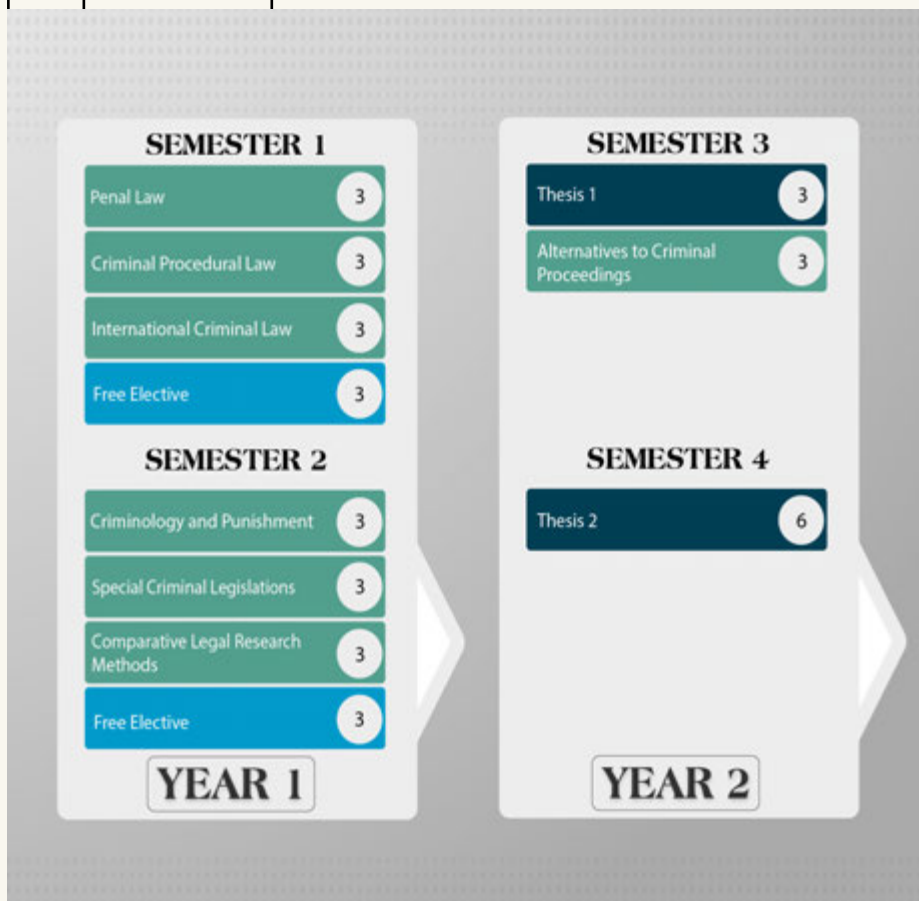 SEMESTER 1
Penal Law 3
Criminal Procedural Law 3
International Criminal Law 3
Free Elective 3
SEMESTER 2
Criminology and Punishment 3
Special Criminal Legislations 3
Comparative Legal Research
Methods 3
Free Elective 3
YEAR 1
SEMESTER 3
Thesis 1 3
Alternatives to Criminal
Proceedings 3
SEMESTER 4
Thesis 2 6
YEAR 2